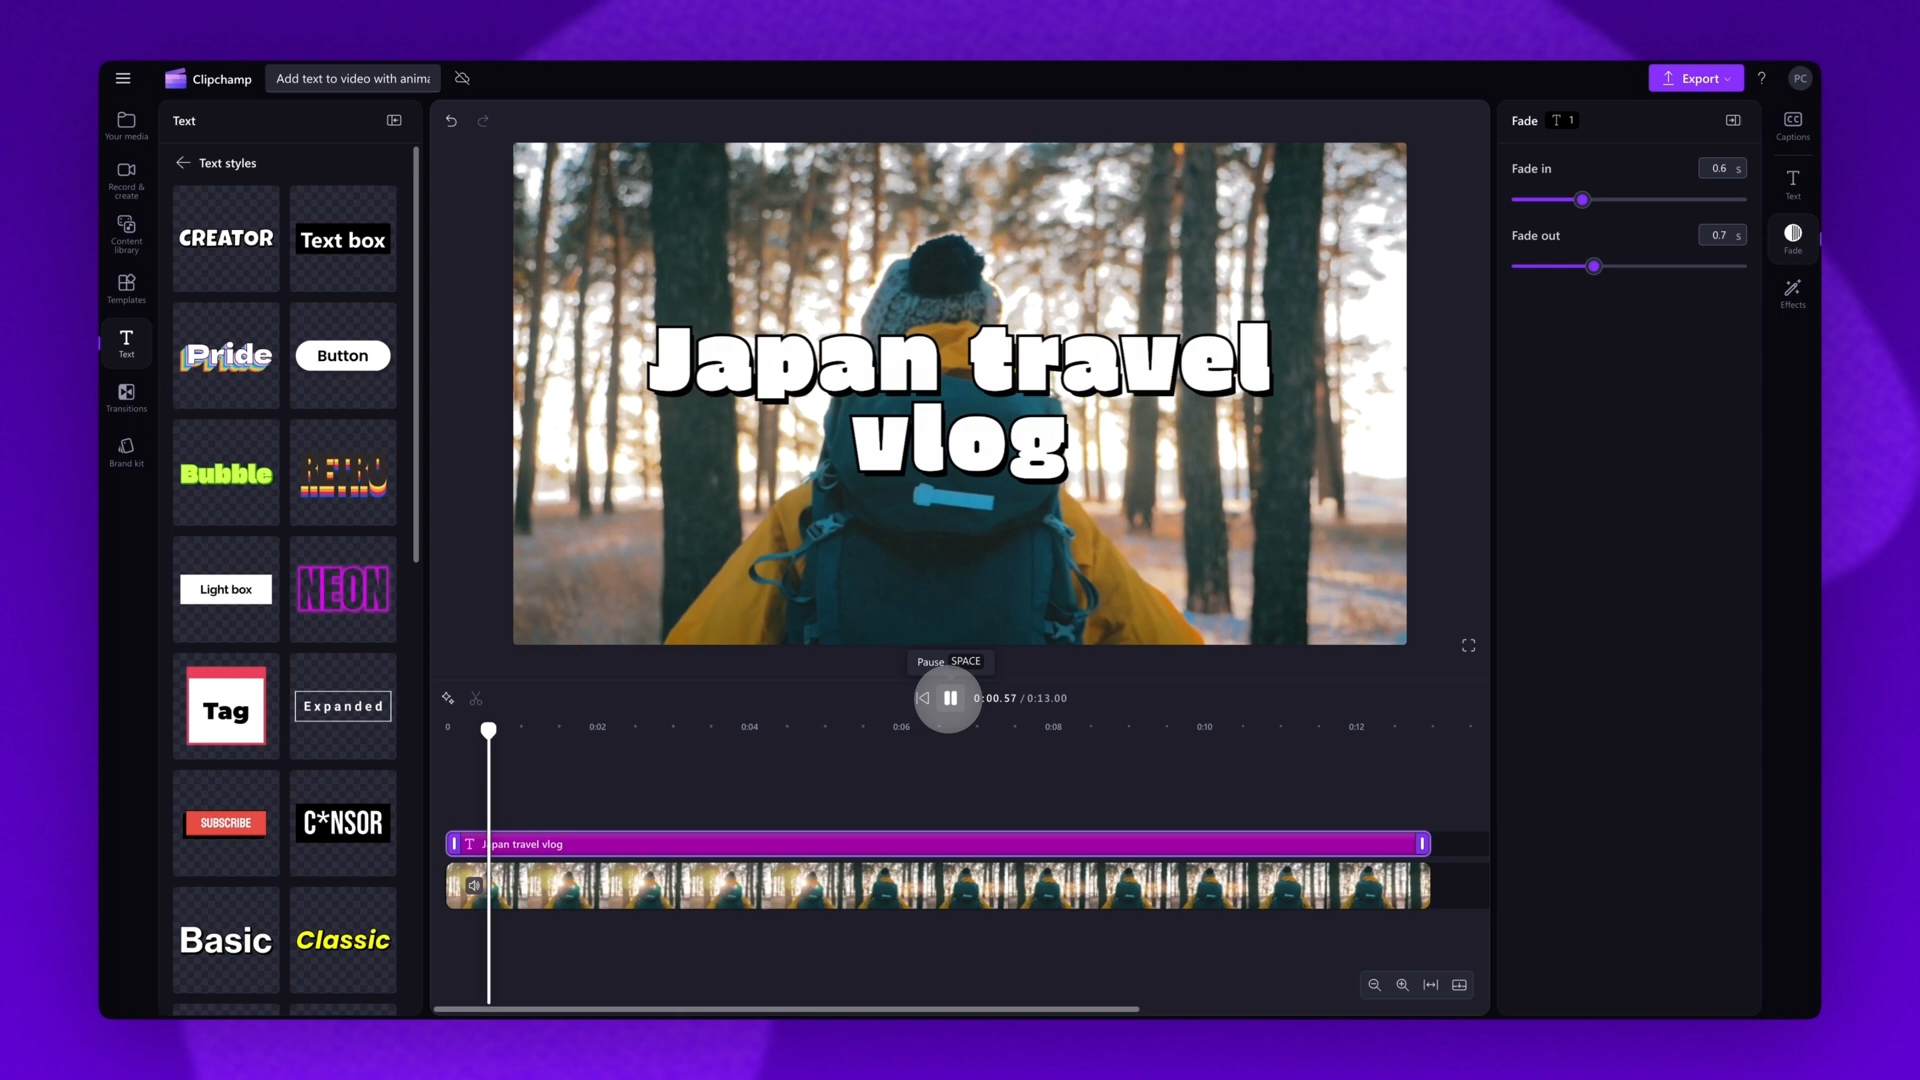 Clipchamp
Add text to video with anima
Export
?
PC
Your media
Record & create
Content library
Templates
Text
Transitions
Brand kit
Text
Text styles
CREATOR
Text box
Pride
Button
Bubble
RETRO
Light box
NEON
Tag
Expanded
SUBSCRIBE
C*NSOR
Basic
Classic
Japan travel
vlog
Pause SPACE
0:00.57 / 0:13.00
0 0:02 0:04 0:06 0:08 0:10 0:12
T Japan travel vlog
Fade T 1
Fade in 0.6 s
Fade out 0.7 s
CC
Captions
T
Text
Fade
Effects